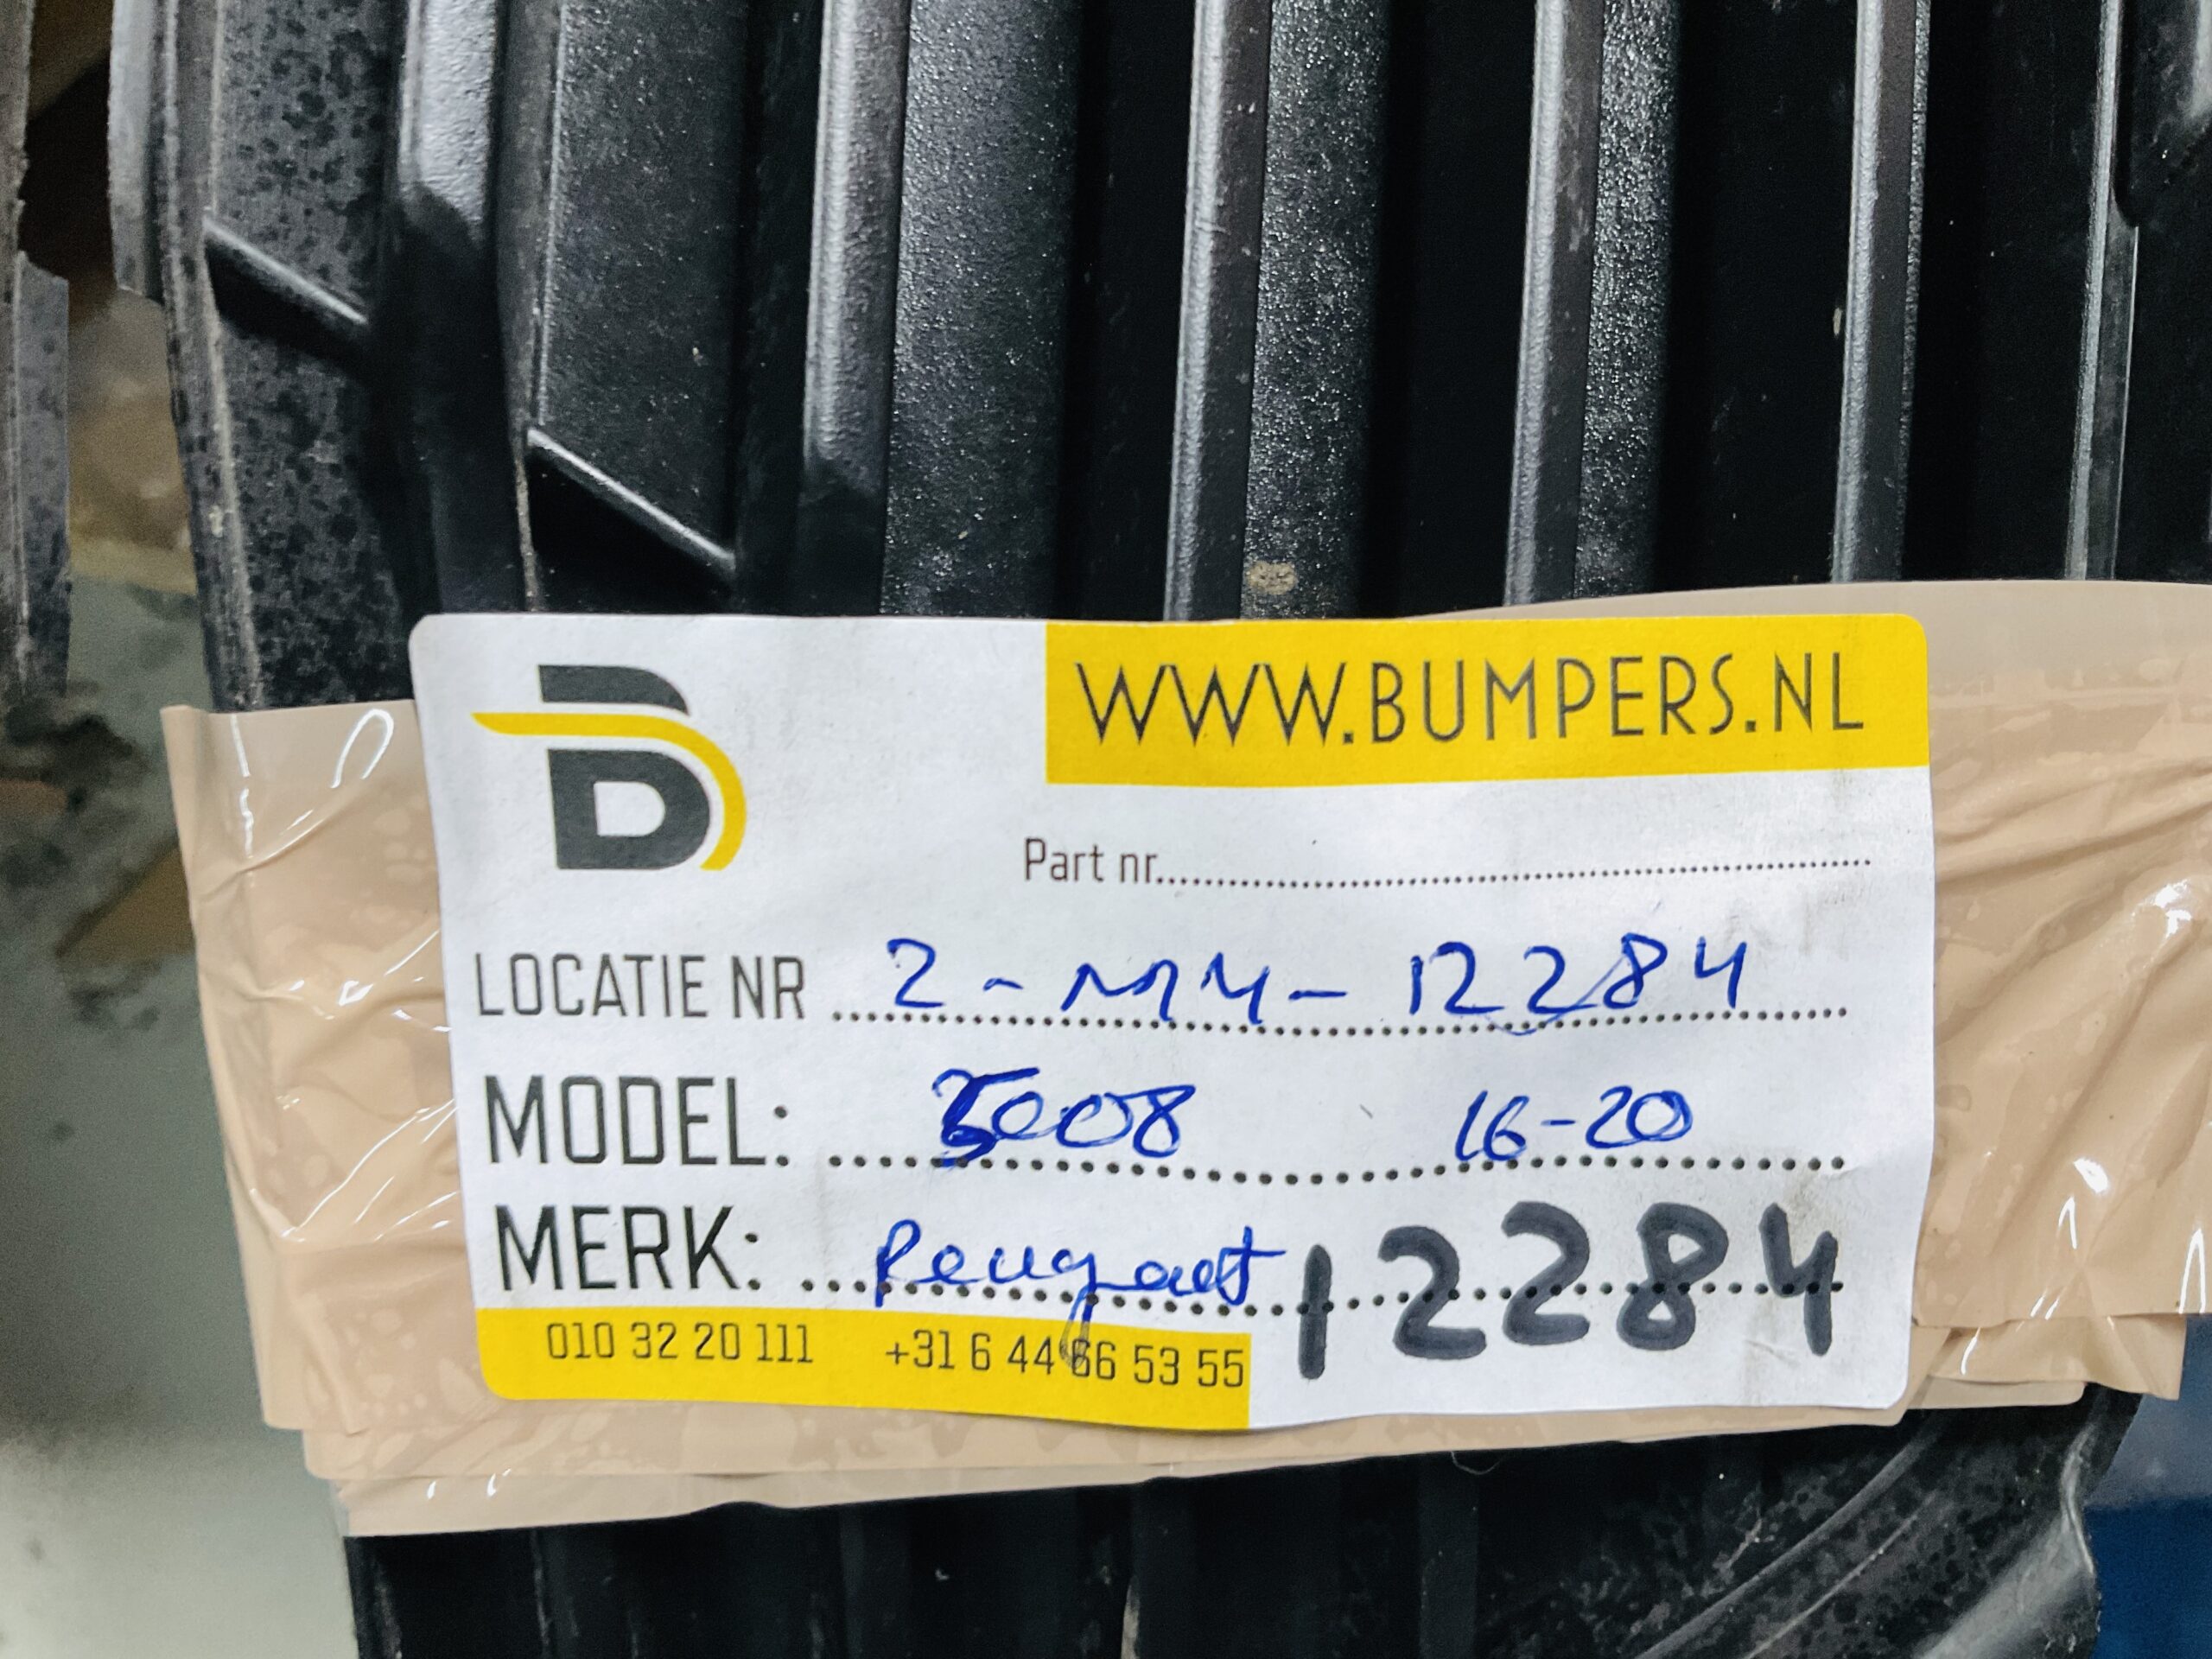 WWW.BUMPERS.NL
Part nr.
LOCATIE NR 2-M4-12284
MODEL: 5008 16-20
MERK: Peugeot 12284
010 32 20 111 +31 6 44 66 53 55